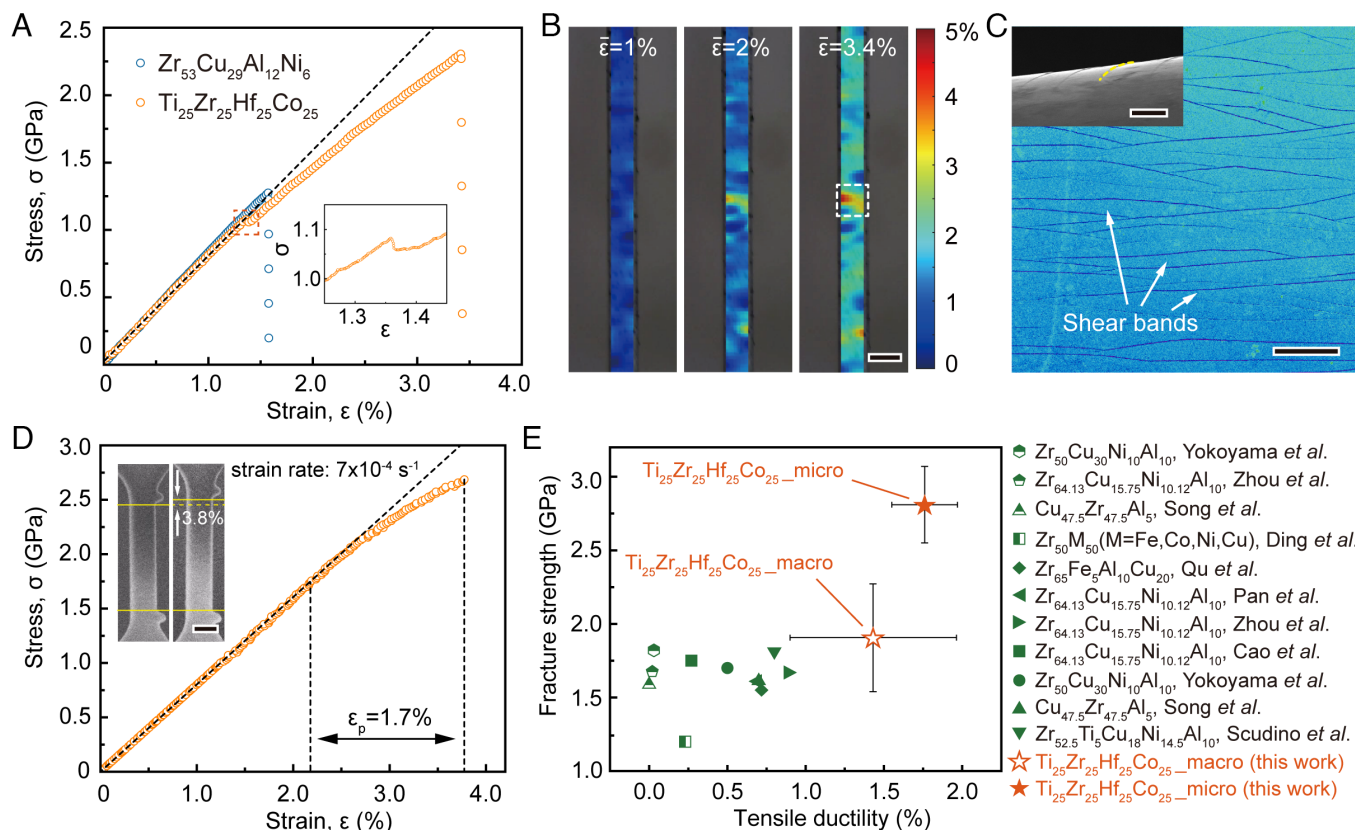 A
2.5
2.0
1.5
1.0
0.5
0
Stress, σ (GPa)
Zr₅₃Cu₂₉Al₁₂Ni₆
Ti₂₅Zr₂₅Hf₂₅Co₂₅
σ
1.1
1.0
1.3 1.4
ε
0 1.0 2.0 3.0 4.0
Strain, ε (%)
B
ε̄=1% ε̄=2% ε̄=3.4%
5%
4
3
2
1
0
C
Shear bands
D
3.0
2.5
2.0
1.5
1.0
0.5
0
Stress, σ (GPa)
strain rate: 7x10⁻⁴ s⁻¹
3.8%
εₚ=1.7%
0 1.0 2.0 3.0 4.0
Strain, ε (%)
E
3.0
2.5
2.0
1.5
1.0
Fracture strength (GPa)
Ti₂₅Zr₂₅Hf₂₅Co₂₅_micro
Ti₂₅Zr₂₅Hf₂₅Co₂₅_macro
0.0 0.5 1.0 1.5 2.0
Tensile ductility (%)
Zr₅₀Cu₃₀Ni₁₀Al₁₀, Yokoyama et al.
Zr₆₄.₁₃Cu₁₅.₇₅Ni₁₀.₁₂Al₁₀, Zhou et al.
Cu₄₇.₅Zr₄₇.₅Al₅, Song et al.
Zr₅₀M₅₀(M=Fe,Co,Ni,Cu), Ding et al.
Zr₆₅Fe₅Al₁₀Cu₂₀, Qu et al.
Zr₆₄.₁₃Cu₁₅.₇₅Ni₁₀.₁₂Al₁₀, Pan et al.
Zr₆₄.₁₃Cu₁₅.₇₅Ni₁₀.₁₂Al₁₀, Zhou et al.
Zr₆₄.₁₃Cu₁₅.₇₅Ni₁₀.₁₂Al₁₀, Cao et al.
Zr₅₀Cu₃₀Ni₁₀Al₁₀, Yokoyama et al.
Cu₄₇.₅Zr₄₇.₅Al₅, Song et al.
Zr₅₂.₅Ti₅Cu₁₈Ni₁₄.₅Al₁₀, Scudino et al.
Ti₂₅Zr₂₅Hf₂₅Co₂₅_macro (this work)
Ti₂₅Zr₂₅Hf₂₅Co₂₅_micro (this work)